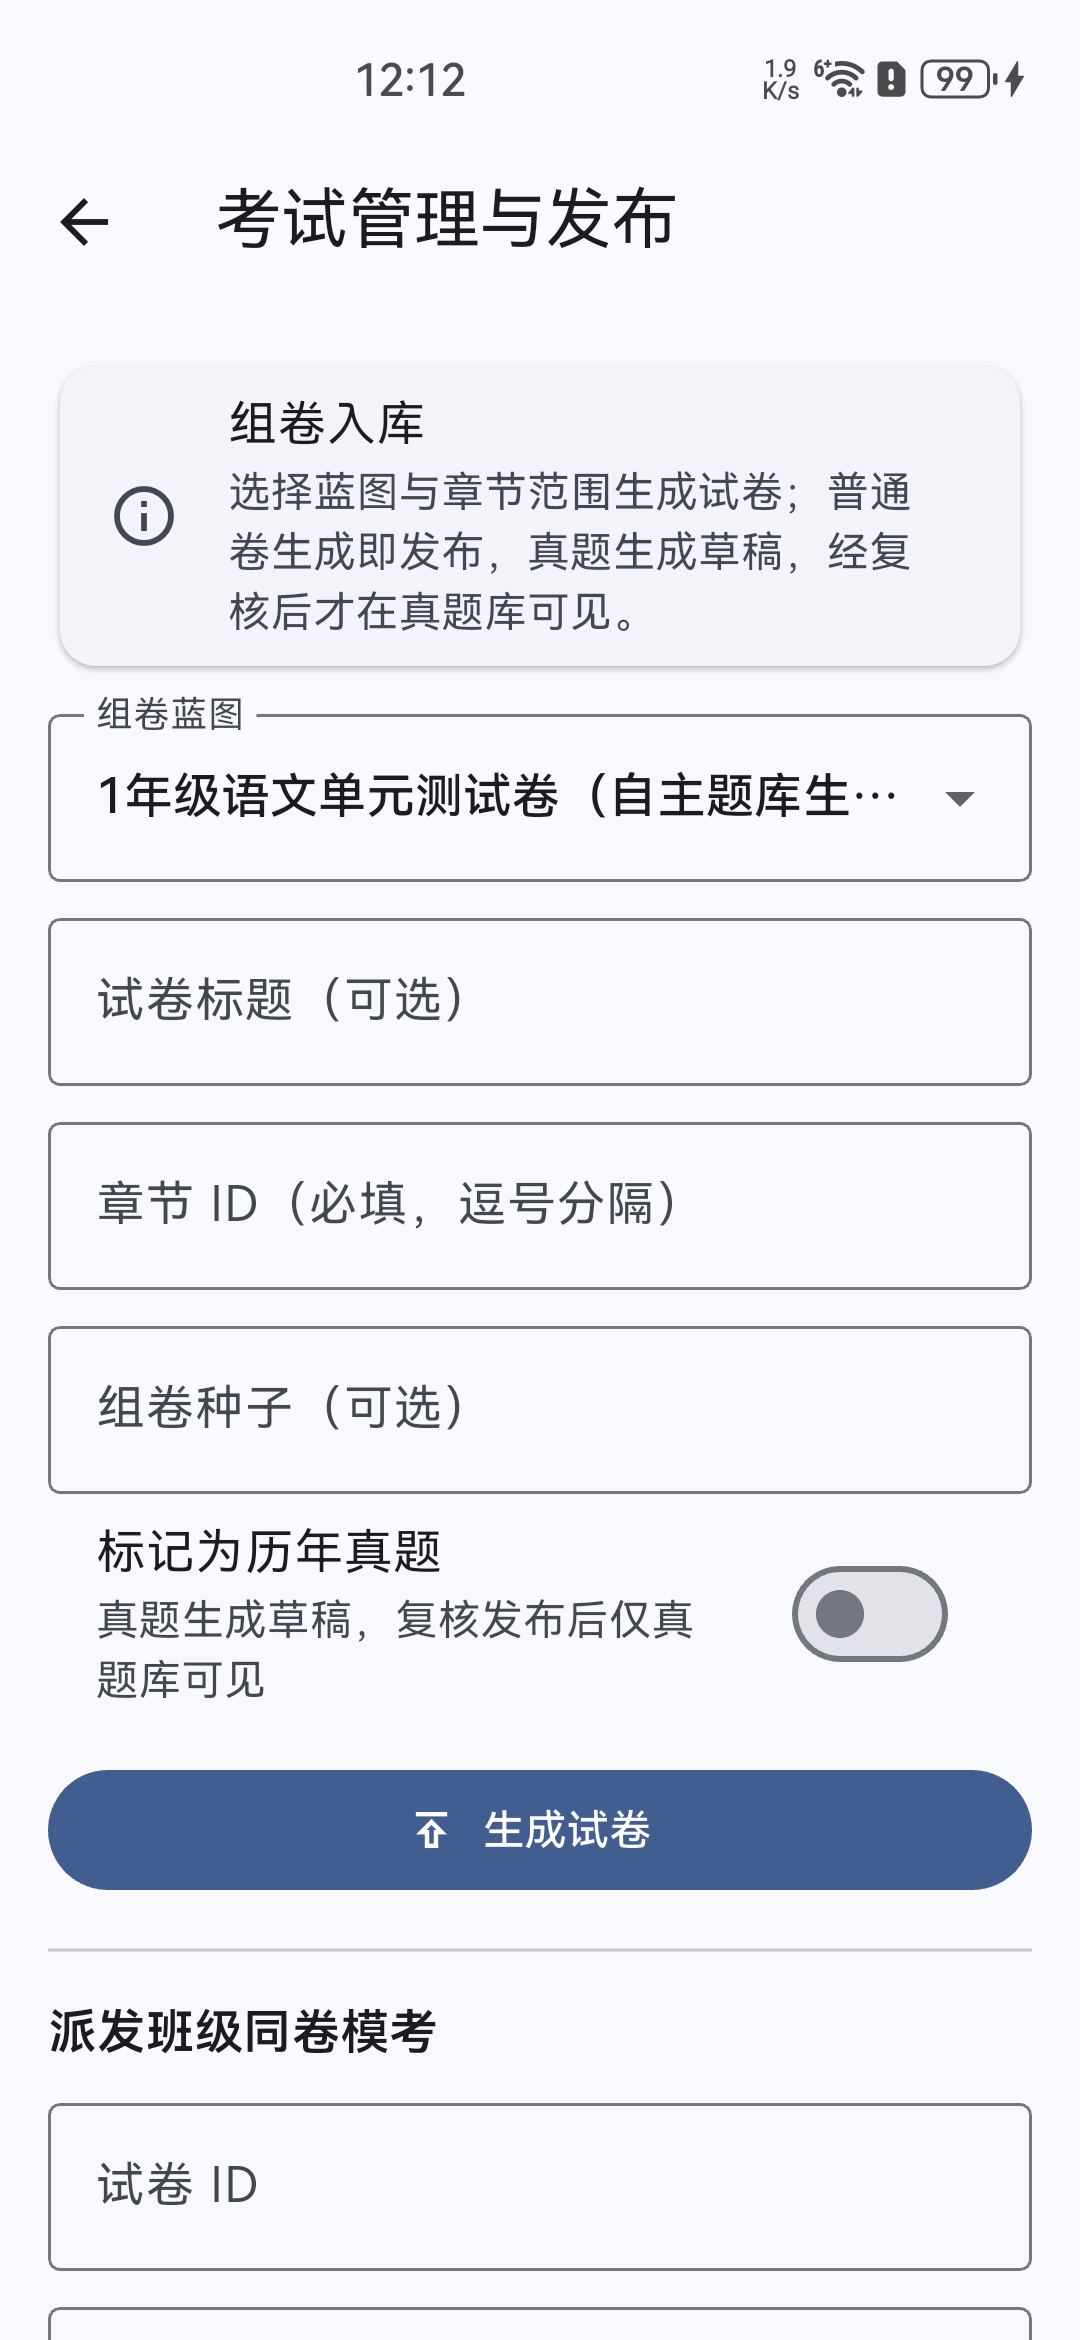 12:12
1.9 K/s
6+
99
考试管理与发布
组卷入库
选择蓝图与章节范围生成试卷；普通
卷生成即发布，真题生成草稿，经复
核后才在真题库可见。
组卷蓝图
1年级语文单元测试卷（自主题库生…
试卷标题（可选）
章节 ID（必填，逗号分隔）
组卷种子（可选）
标记为历年真题
真题生成草稿，复核发布后仅真
题库可见
生成试卷
派发班级同卷模考
试卷 ID